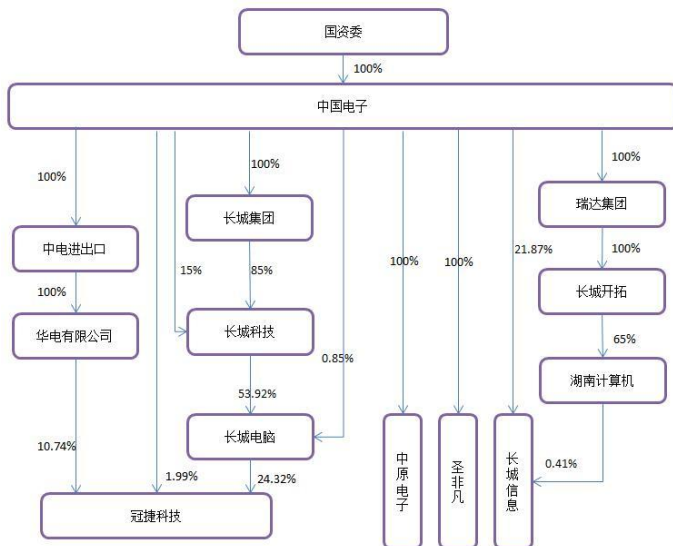 国资委
100%
中国电子
100%
100%
100%
100%
长城集团
瑞达集团
中电进出口
15%
85%
100%
100%
21.87%
100%
长城开拓
100%
华电有限公司
长城科技
65%
0.85%
湖南计算机
53.92%
长城电脑
10.74%
1.99%
24.32%
中原电子
圣非凡
长城信息
0.41%
冠捷科技